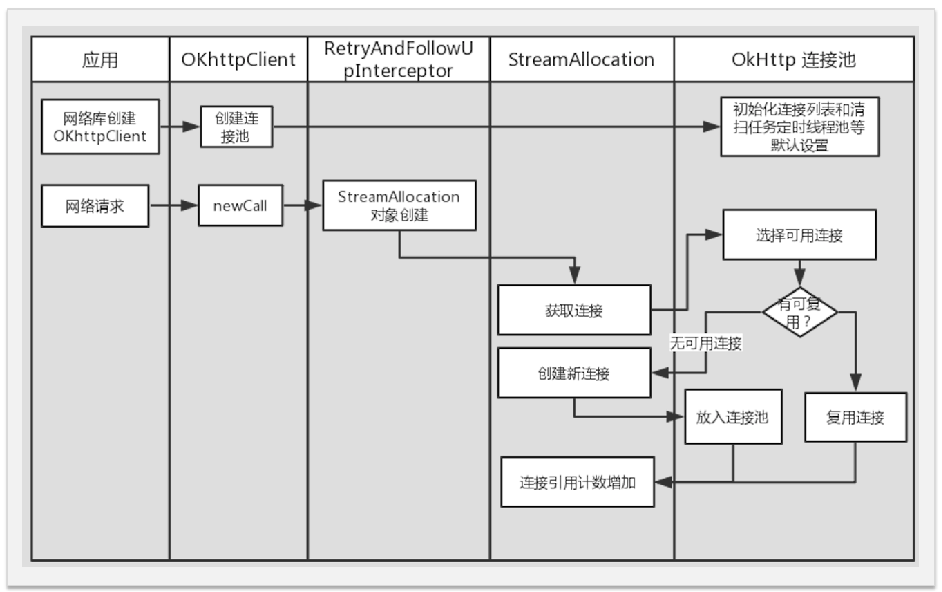 应用
OKhttpClient
RetryAndFollowU
pInterceptor
StreamAllocation
OkHttp 连接池
网络库创建
OKhttpClient
创建连
接池
初始化连接列表和清
扫任务定时线程池等
默认设置
网络请求
newCall
StreamAllocation
对象创建
选择可用连接
获取连接
有可复
用？
无可用连接
创建新连接
放入连接池
复用连接
连接引用计数增加